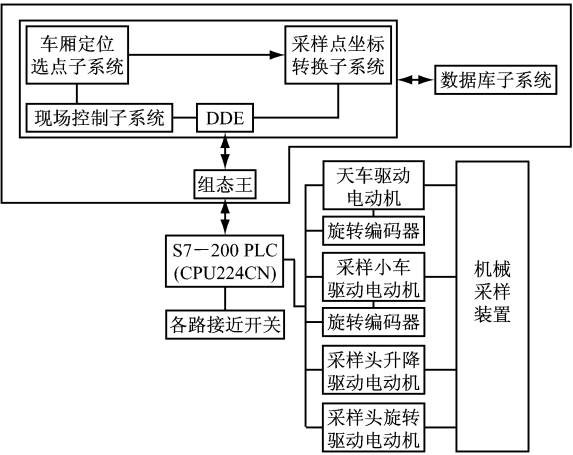 车厢定位
选点子系统
采样点坐标
转换子系统
数据库子系统
现场控制子系统
DDE
组态王
天车驱动
电动机
旋转编码器
S7－200 PLC
(CPU224CN)
采样小车
驱动电动机
机械
采样
装置
各路接近开关
旋转编码器
采样头升降
驱动电动机
采样头旋转
驱动电动机